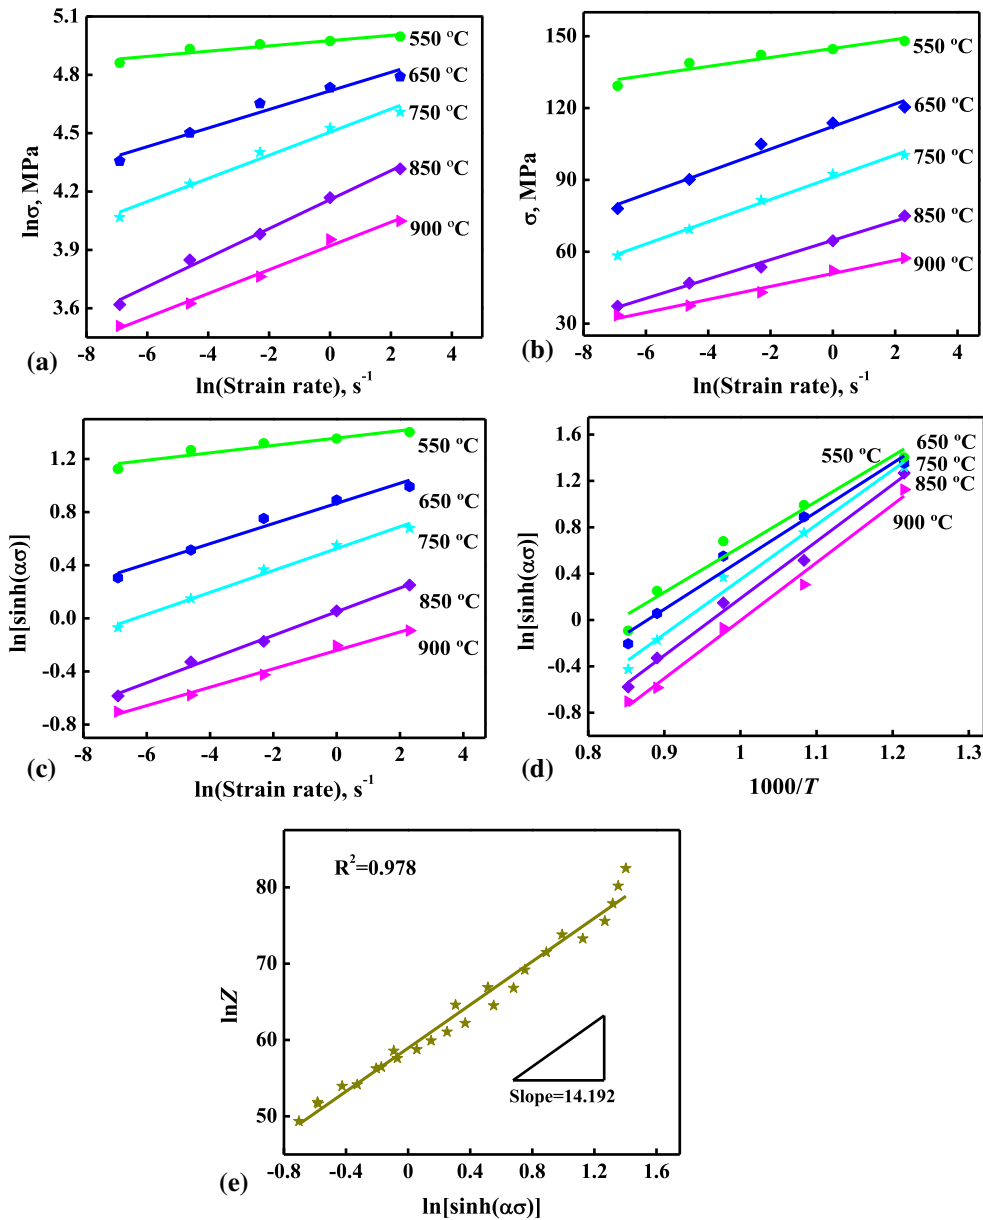 (a)
lnσ, MPa
5.1
4.8
4.5
4.2
3.9
3.6
550 ºC
650 ºC
750 ºC
850 ºC
900 ºC
-8 -6 -4 -2 0 2 4
ln(Strain rate), s⁻¹
(b)
σ, MPa
150
120
90
60
30
550 ºC
650 ºC
750 ºC
850 ºC
900 ºC
-8 -6 -4 -2 0 2 4
ln(Strain rate), s⁻¹
(c)
ln[sinh(ασ)]
1.2
0.8
0.4
0.0
-0.4
-0.8
550 ºC
650 ºC
750 ºC
850 ºC
900 ºC
-8 -6 -4 -2 0 2 4
ln(Strain rate), s⁻¹
(d)
ln[sinh(ασ)]
1.6
1.2
0.8
0.4
0
-0.4
-0.8
550 ºC
650 ºC
750 ºC
850 ºC
900 ºC
0.8 0.9 1 1.1 1.2 1.3
1000/T
(e)
lnZ
80
70
60
50
R²=0.978
Slope=14.192
-0.8 -0.4 0 0.4 0.8 1.2 1.6
ln[sinh(ασ)]